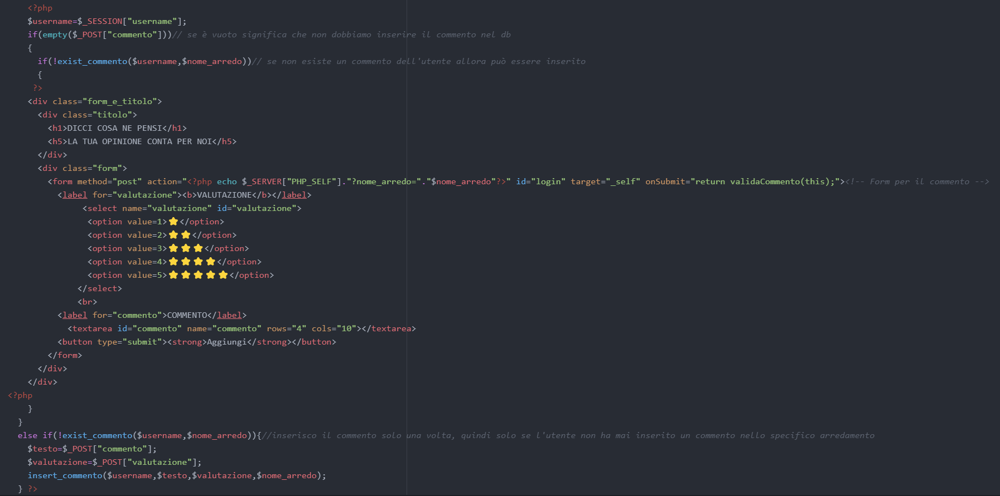 <?php
$username=$_SESSION["username"];
if(empty($_POST["commento"]))// se è vuoto significa che non dobbiamo inserire il commento nel db
{
if(!exist_commento($username,$nome_arredo))// se non esiste un commento dell'utente allora può essere inserito
{
?>
<div class="form_e_titolo">
<div class="titolo">
<h1>DICCI COSA NE PENSI</h1>
<h5>LA TUA OPINIONE CONTA PER NOI</h5>
</div>
<div class="form">
<form method="post" action="<?php echo $_SERVER["PHP_SELF"]."?nome_arredo="."$nome_arredo"?>" id="login" target="_self" onSubmit="return validaCommento(this);"><!-- Form per il commento -->
<label for="valutazione"><b>VALUTAZIONE</b></label>
<select name="valutazione" id="valutazione">
<option value=1>⭐</option>
<option value=2>⭐⭐</option>
<option value=3>⭐⭐⭐</option>
<option value=4>⭐⭐⭐⭐</option>
<option value=5>⭐⭐⭐⭐⭐</option>
</select>
<br>
<label for="commento">COMMENTO</label>
<textarea id="commento" name="commento" rows="4" cols="10"></textarea>
<button type="submit"><strong>Aggiungi</strong></button>
</form>
</div>
</div>
<?php
}
}
else if(!exist_commento($username,$nome_arredo)){//inserisco il commento solo una volta, quindi solo se l'utente non ha mai inserito un commento nello specifico arredamento
$testo=$_POST["commento"];
$valutazione=$_POST["valutazione"];
insert_commento($username,$testo,$valutazione,$nome_arredo);
} ?>